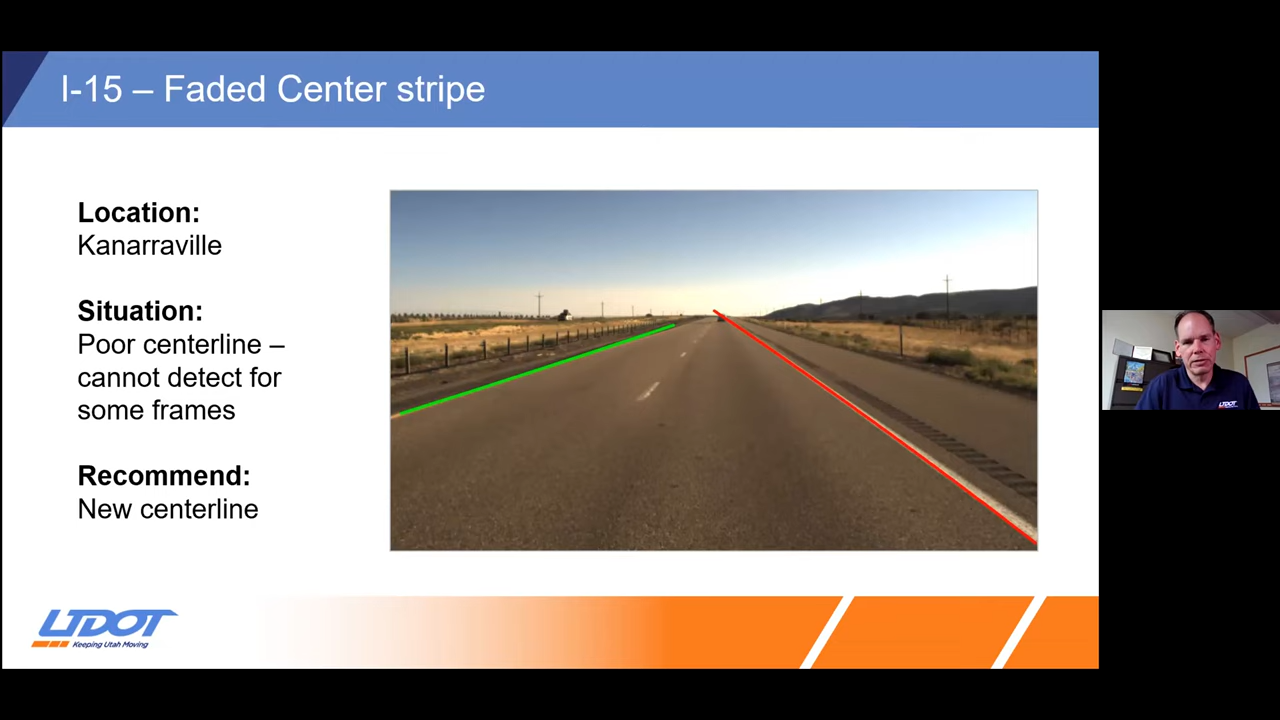 I-15 – Faded Center stripe
Location:
Kanarraville
Situation:
Poor centerline –
cannot detect for
some frames
Recommend:
New centerline
UDOT
Keeping Utah Moving
UDOT